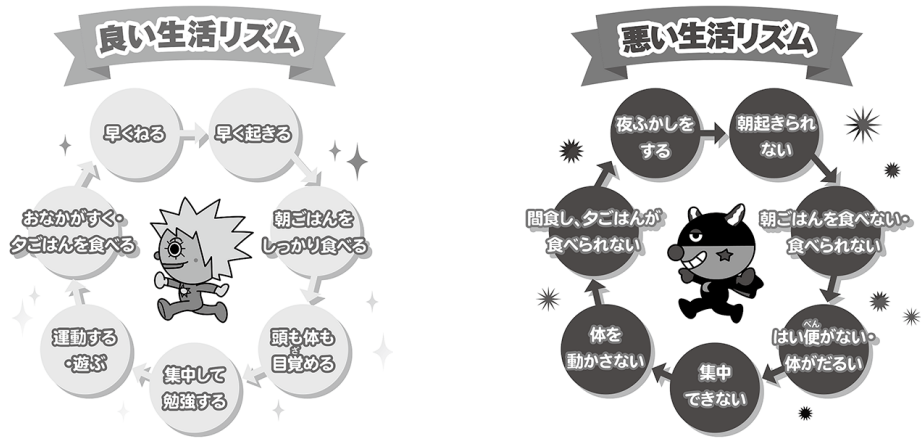 良い生活リズム
早くねる
早く起きる
朝ごはんを
しっかり食べる
頭も体も
目覚める
ざ
集中して
勉強する
運動する
・遊ぶ
おなかがすく・
夕ごはんを食べる
悪い生活リズム
夜ふかしを
する
朝起きられ
ない
朝ごはんを食べない・
食べられない
べん
はい便がない・
体がだるい
集中
できない
体を
動かさない
間食し、夕ごはんが
食べられない